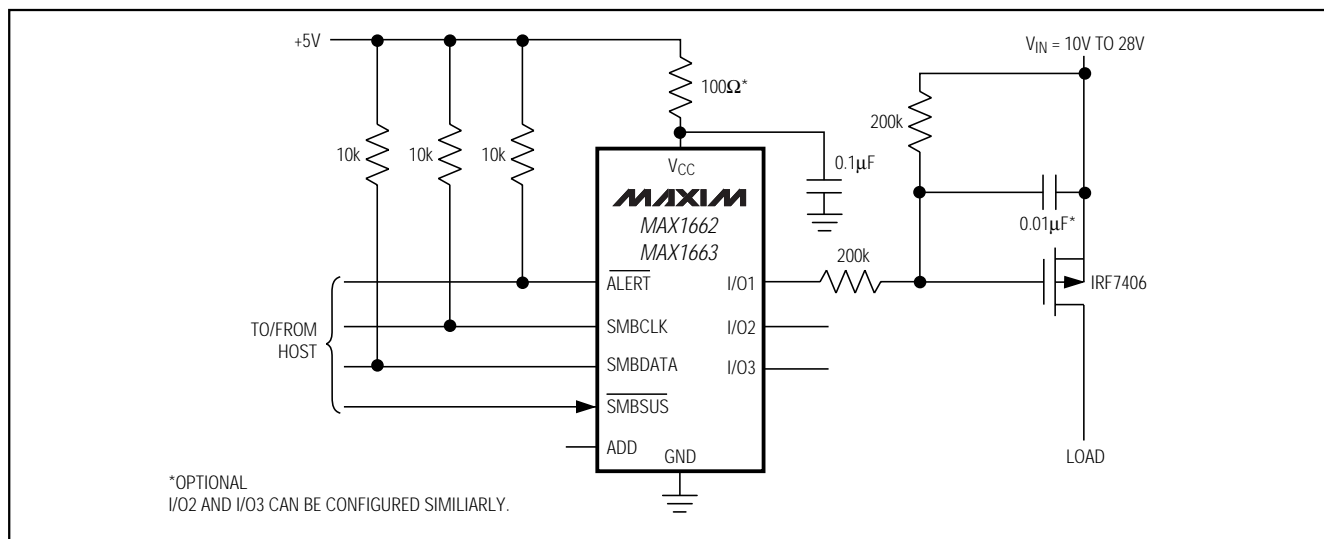 +5V
VIN = 10V TO 28V
100Ω*
200k
10k
10k
10k
VCC
0.1μF
MAXIM
0.01μF*
MAX1662
MAX1663
200k
ALERT
I/O1
IRF7406
TO/FROM
HOST
SMBCLK
I/O2
SMBDATA
I/O3
SMBSUS
ADD
GND
LOAD
*OPTIONAL
I/O2 AND I/O3 CAN BE CONFIGURED SIMILIARLY.